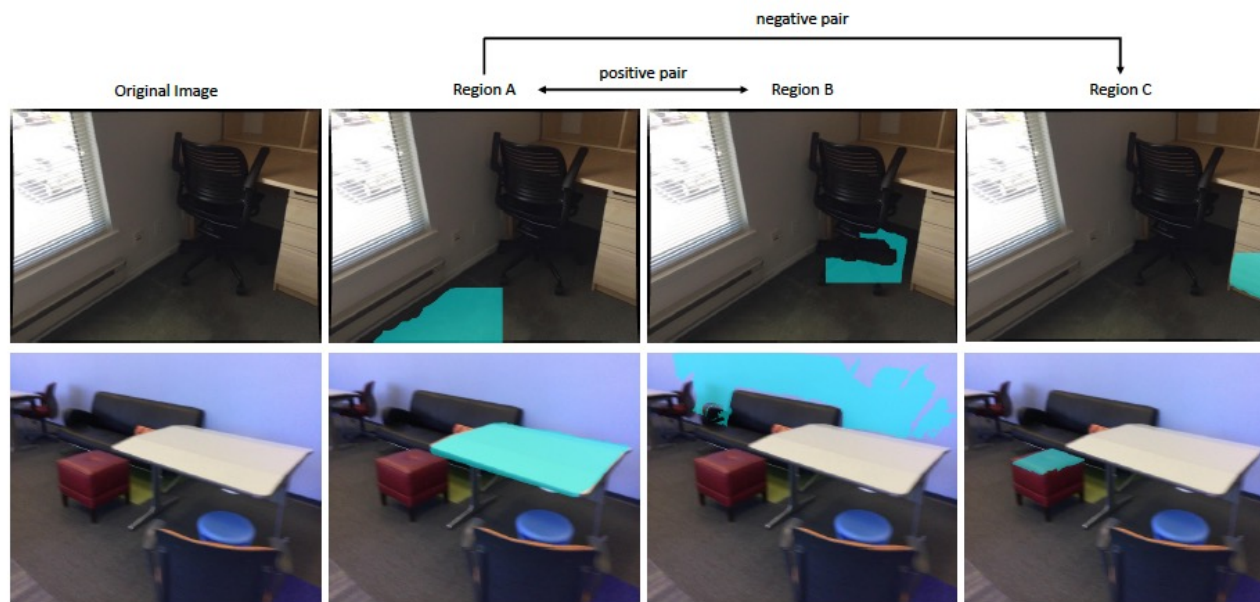 negative pair
positive pair
Original Image
Region A
Region B
Region C